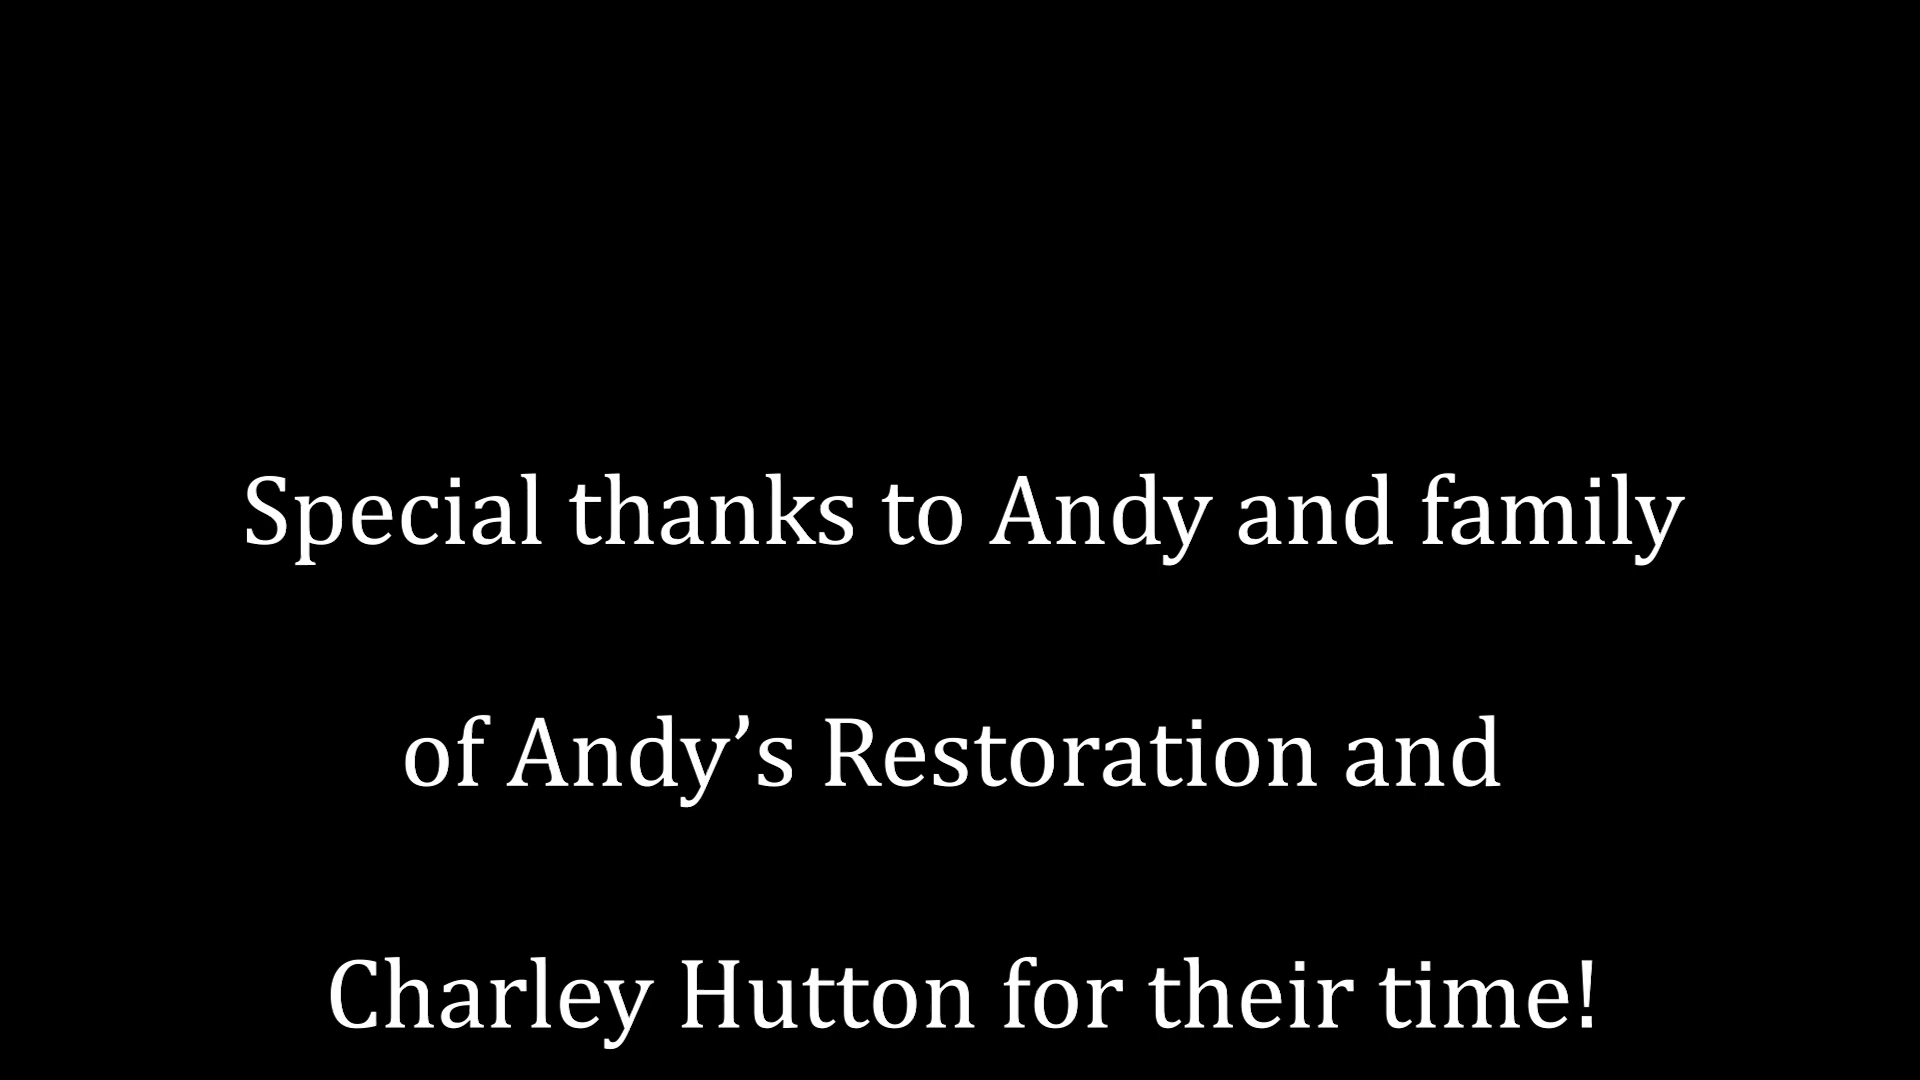 Special thanks to Andy and family
of Andy’s Restoration and
Charley Hutton for their time!